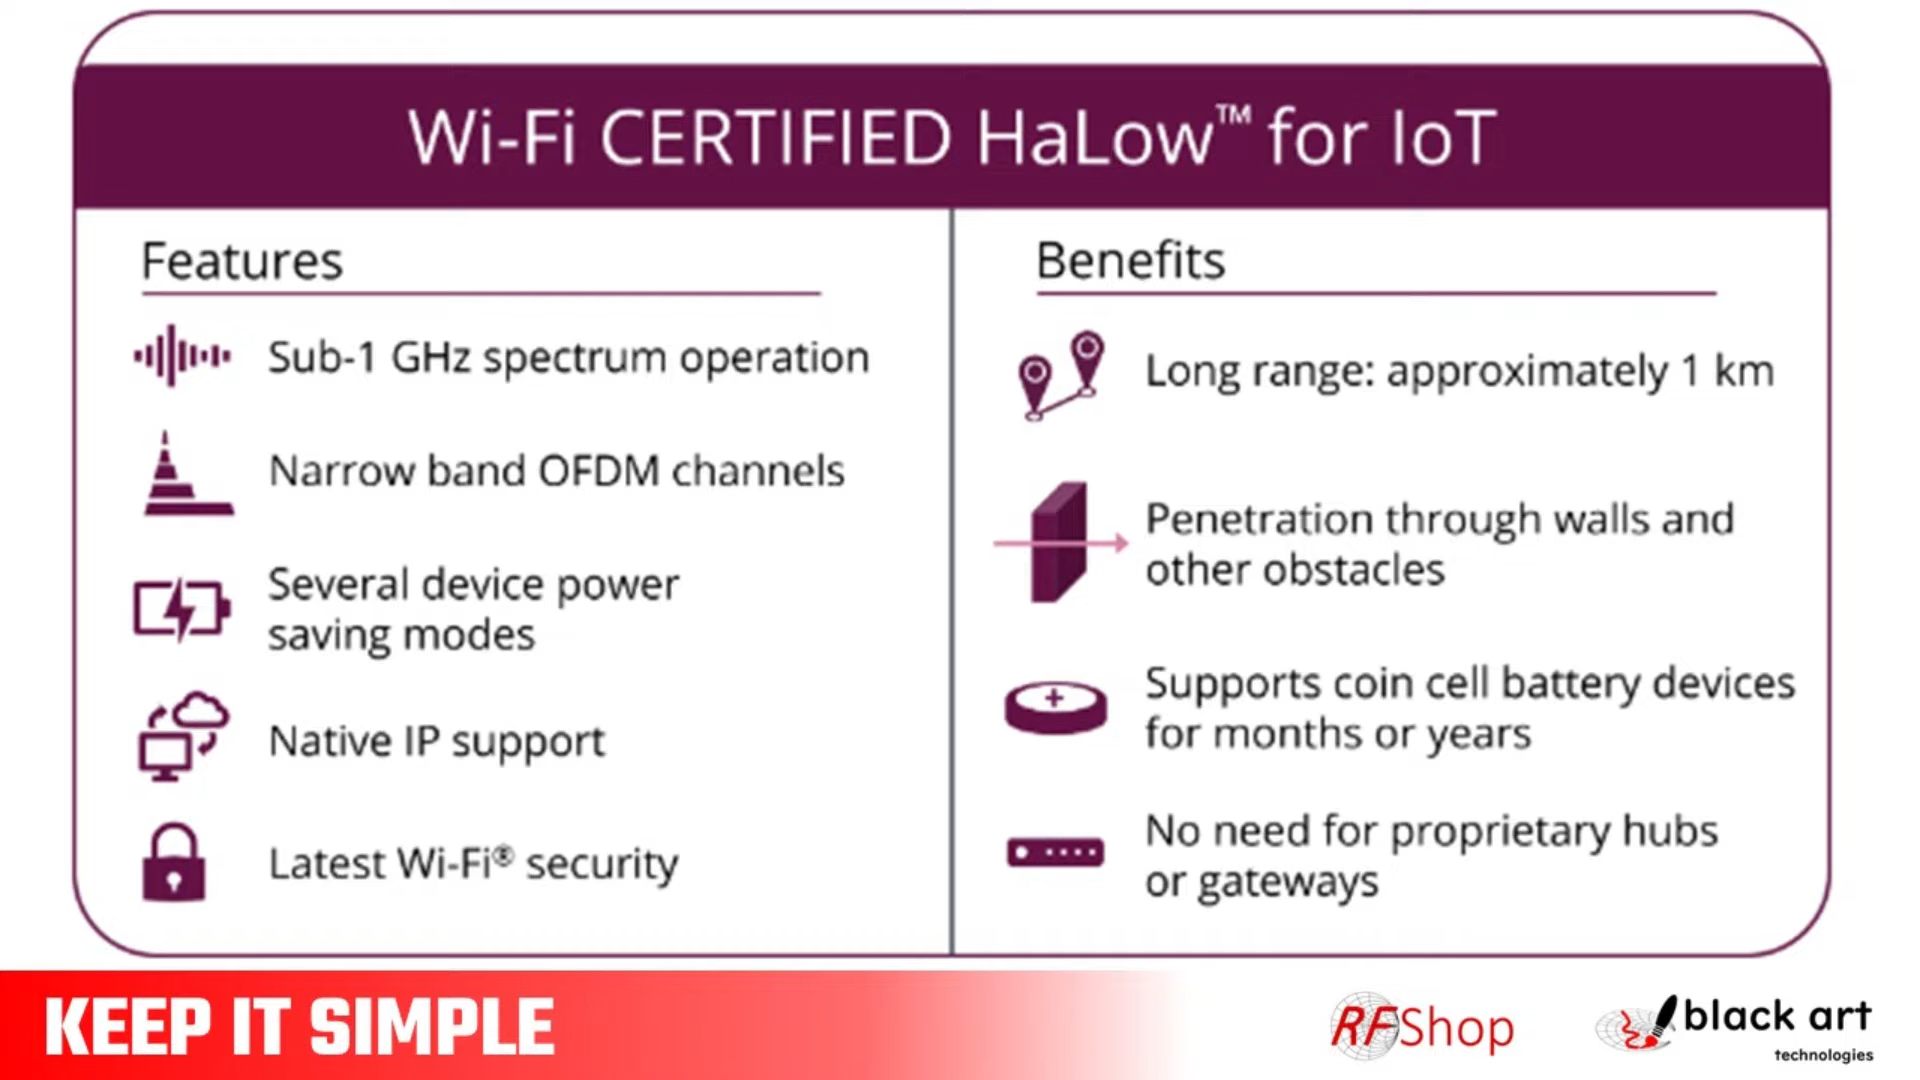 Wi-Fi CERTIFIED HaLow™ for IoT
Features
Sub-1 GHz spectrum operation
Narrow band OFDM channels
Several device power
saving modes
Native IP support
Latest Wi-Fi® security
Benefits
Long range: approximately 1 km
Penetration through walls and
other obstacles
Supports coin cell battery devices
for months or years
No need for proprietary hubs
or gateways
KEEP IT SIMPLE
RFShop
black art
technologies